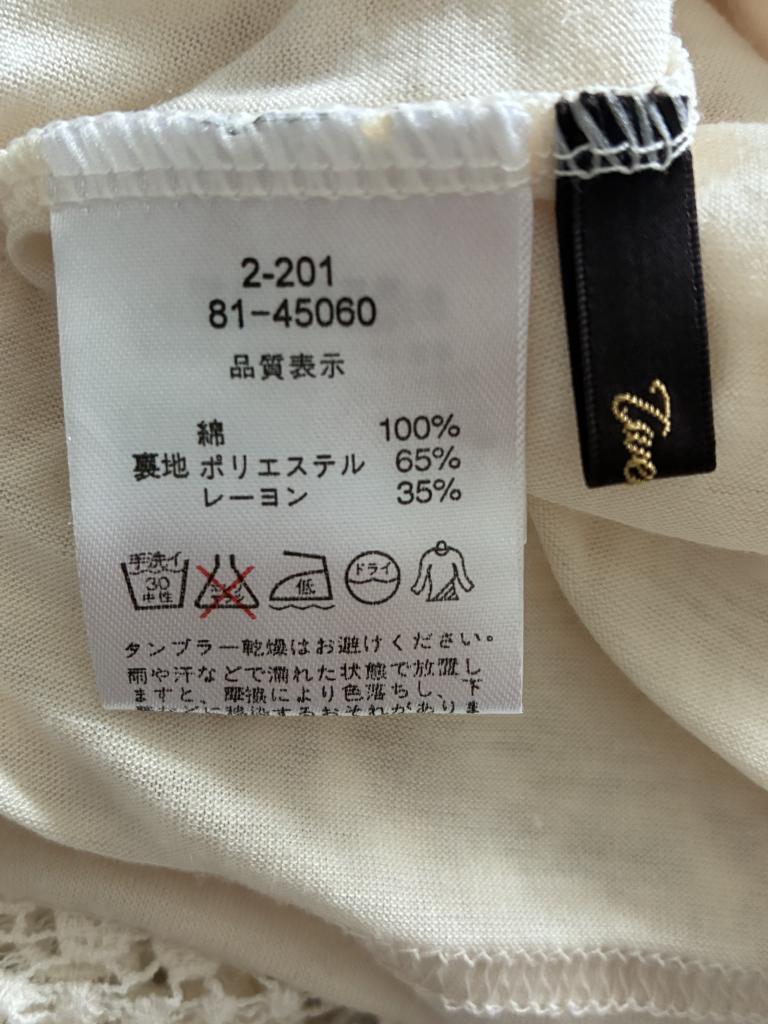 2-201
81-45060
品質表示
綿 100%
裏地 ポリエステル 65%
レーヨン 35%
手洗イ
30
中性
低
ドライ
タンブラー乾燥はお避けください。
雨や汗などで濡れた状態で放置し
ますと、摩擦により色落ちし、下
Twe